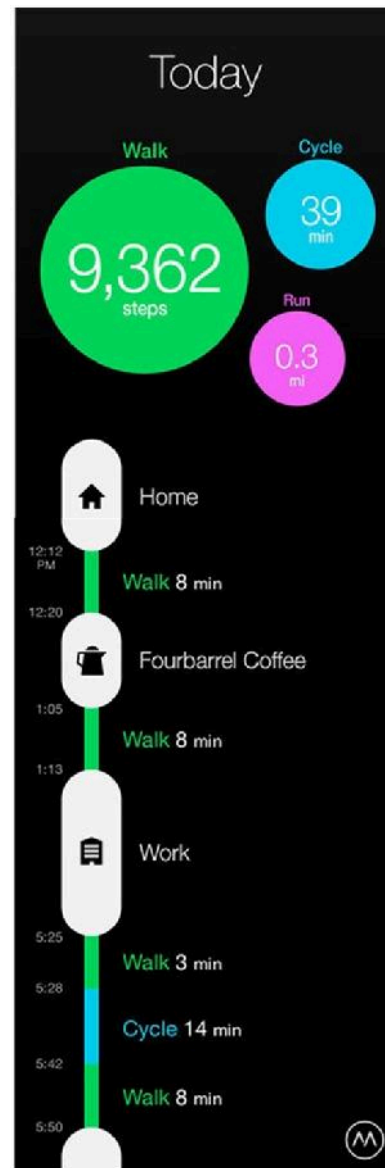 Today
Walk
9,362
steps
Cycle
39
min
Run
0.3
mi
Home
12:12
PM
Walk 8 min
12:20
Fourbarrel Coffee
1:05
Walk 8 min
1:13
Work
5:25
Walk 3 min
5:28
Cycle 14 min
5:42
Walk 8 min
5:50